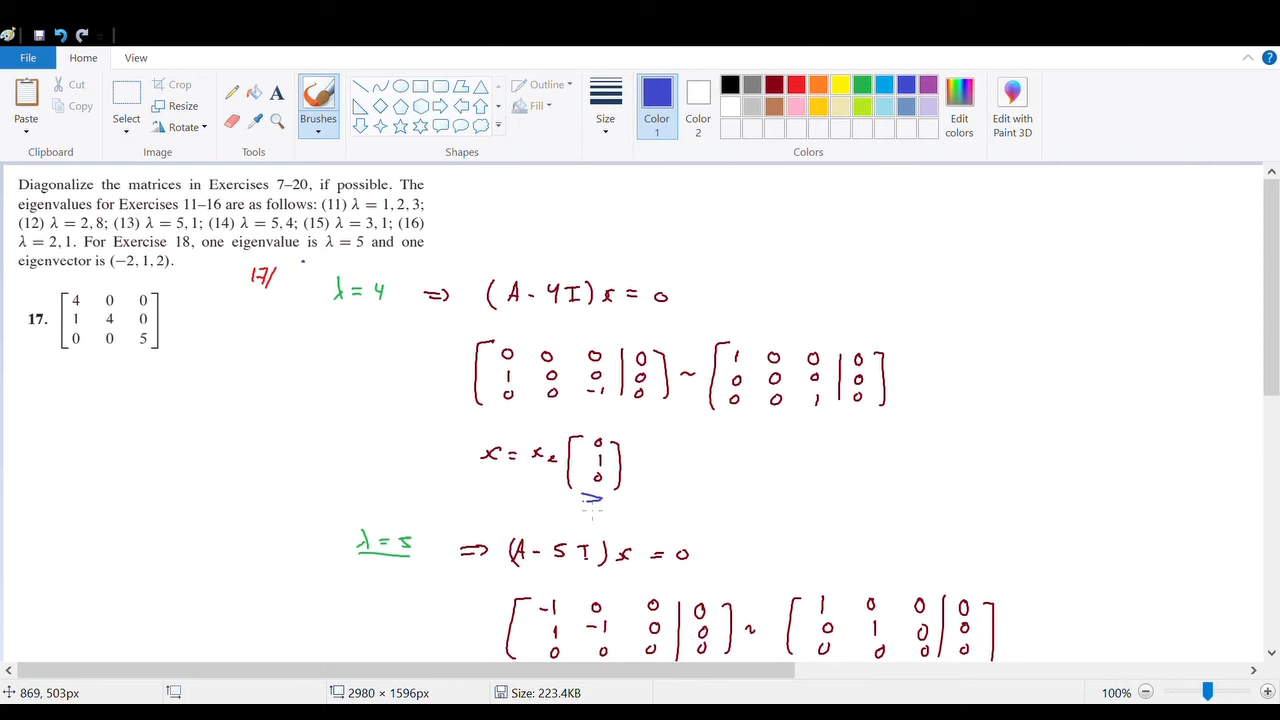 File Home View
Paste Cut Copy Clipboard
Select Crop Resize Rotate Image
A Tools
Brushes
Outline Fill Shapes
Size
Color 1 Color 2 Edit colors Colors
Edit with Paint 3D
Diagonalize the matrices in Exercises 7–20, if possible. The
eigenvalues for Exercises 11–16 are as follows: (11) λ = 1, 2, 3;
(12) λ = 2, 8; (13) λ = 5, 1; (14) λ = 5, 4; (15) λ = 3, 1; (16)
λ = 2, 1. For Exercise 18, one eigenvalue is λ = 5 and one
eigenvector is (−2, 1, 2).
17/
λ = 4 ⇒ (A - 4I)x = 0
4 0 0
17. 1 4 0
0 0 5
0 0 0 | 0 ~ 1 0 0 | 0
1 0 0 | 0 0 0 0 | 0
0 0 -1 | 0 0 0 1 | 0
x = x2 [0 1 0]
λ = 5 ⇒ (A - 5I)x = 0
-1 0 0 | 0 ~ 1 0 0 | 0
1 -1 0 | 0 0 1 0 | 0
0 0 0 | 0 0 0 0 | 0
869, 503px 2980 × 1596px Size: 223.4KB 100%